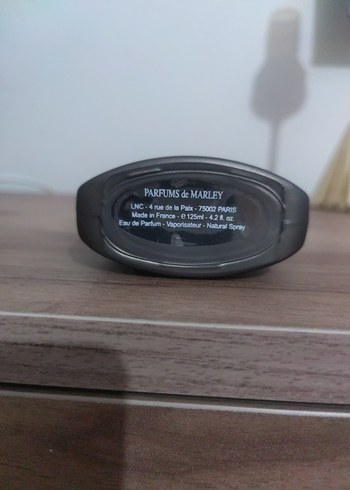 PARFUMS de MARLEY
LNC - 4 rue de la Paix - 75002 PARIS
Made in France - e 125ml - 4.2 fl. oz.
Eau de Parfum - Vaporisateur - Natural Spray